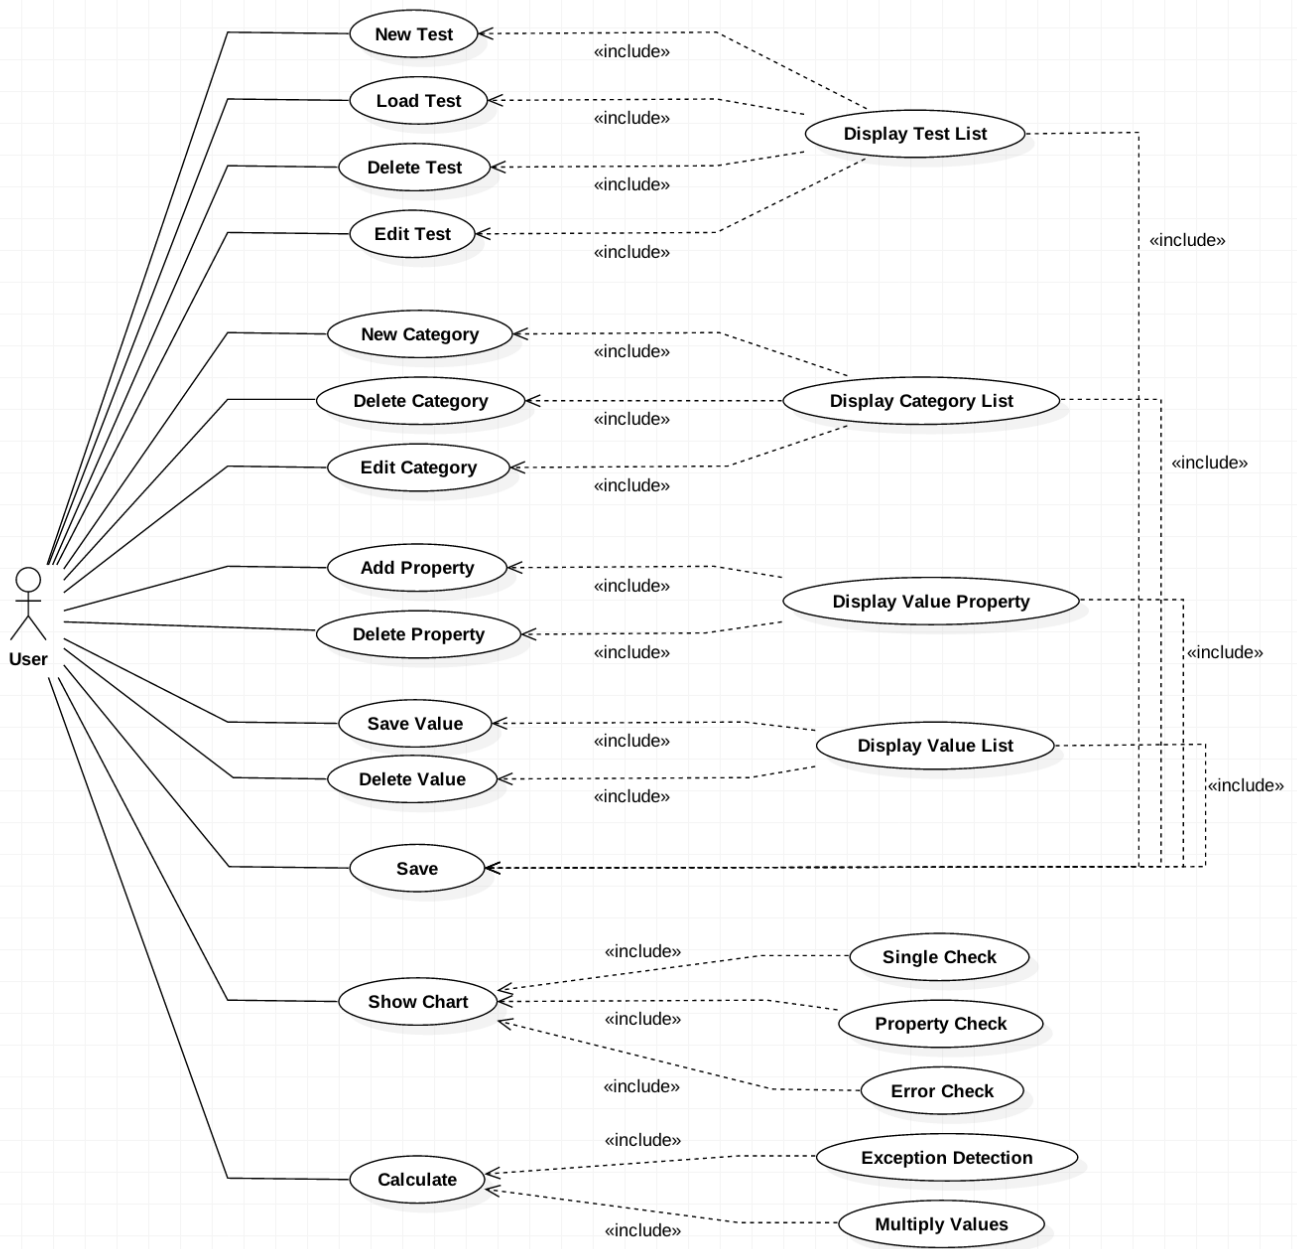 New Test
«include»
Load Test
«include»
Display Test List
Delete Test
«include»
Edit Test
«include»
«include»
New Category
«include»
Delete Category
«include»
Display Category List
Edit Category
«include»
«include»
Add Property
«include»
Display Value Property
Delete Property
«include»
«include»
User
Save Value
«include»
Display Value List
Delete Value
«include»
«include»
Save
«include»
Single Check
Show Chart
«include»
Property Check
«include»
Error Check
«include»
Exception Detection
Calculate
«include»
Multiply Values